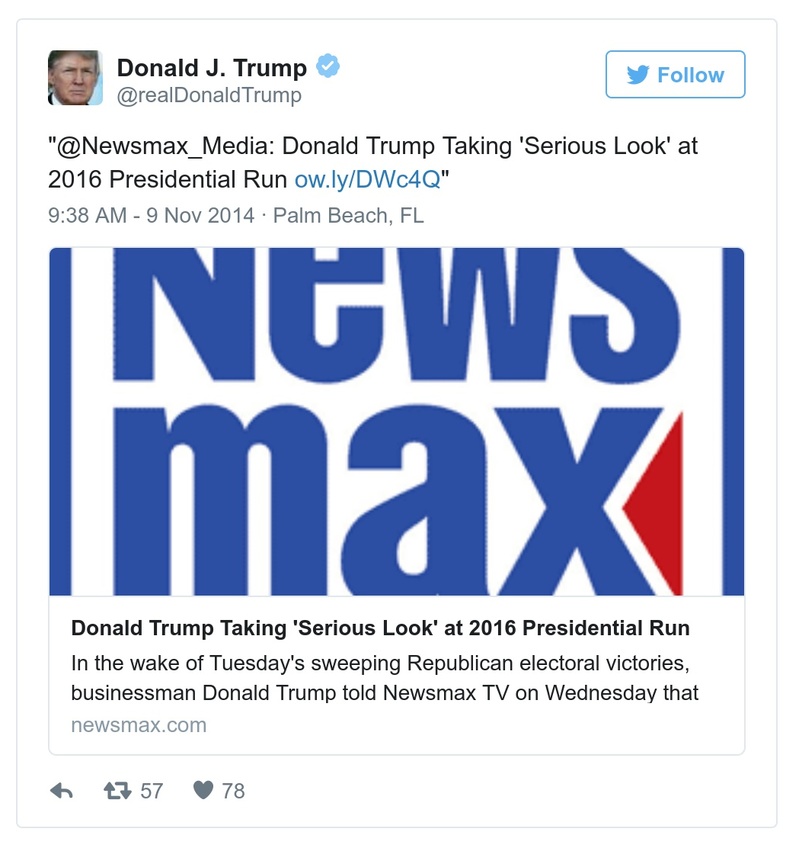 Donald J. Trump
@realDonaldTrump
Follow
"@Newsmax_Media: Donald Trump Taking 'Serious Look' at
2016 Presidential Run ow.ly/DWc4Q"
9:38 AM - 9 Nov 2014 · Palm Beach, FL
News
max
Donald Trump Taking 'Serious Look' at 2016 Presidential Run
In the wake of Tuesday's sweeping Republican electoral victories,
businessman Donald Trump told Newsmax TV on Wednesday that
newsmax.com
57 78